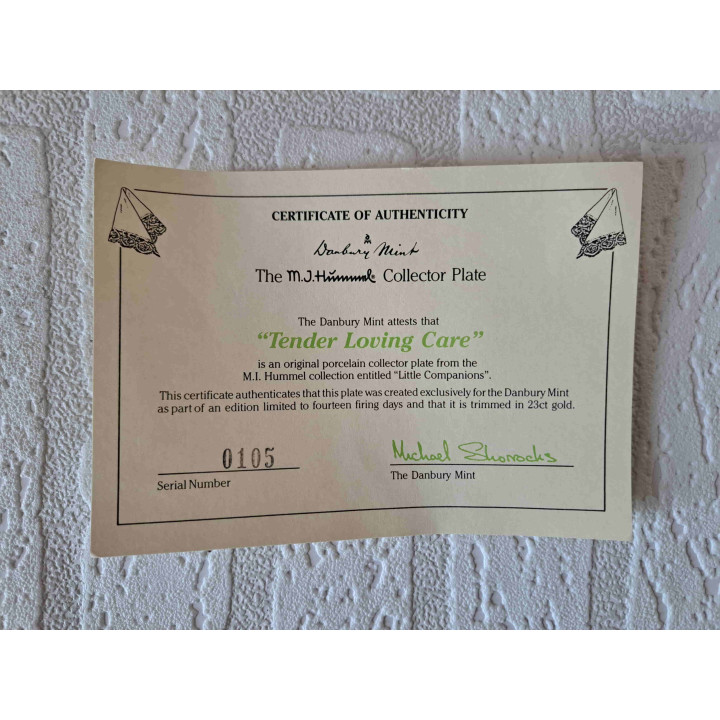 CERTIFICATE OF AUTHENTICITY
Danbury Mint
The M.J. Hummel® Collector Plate
The Danbury Mint attests that
“Tender Loving Care”
is an original porcelain collector plate from the
M.I. Hummel collection entitled “Little Companions”.
This certificate authenticates that this plate was created exclusively for the Danbury Mint
as part of an edition limited to fourteen firing days and that it is trimmed in 23ct gold.
0105
Serial Number
Michael Shorrocks
The Danbury Mint